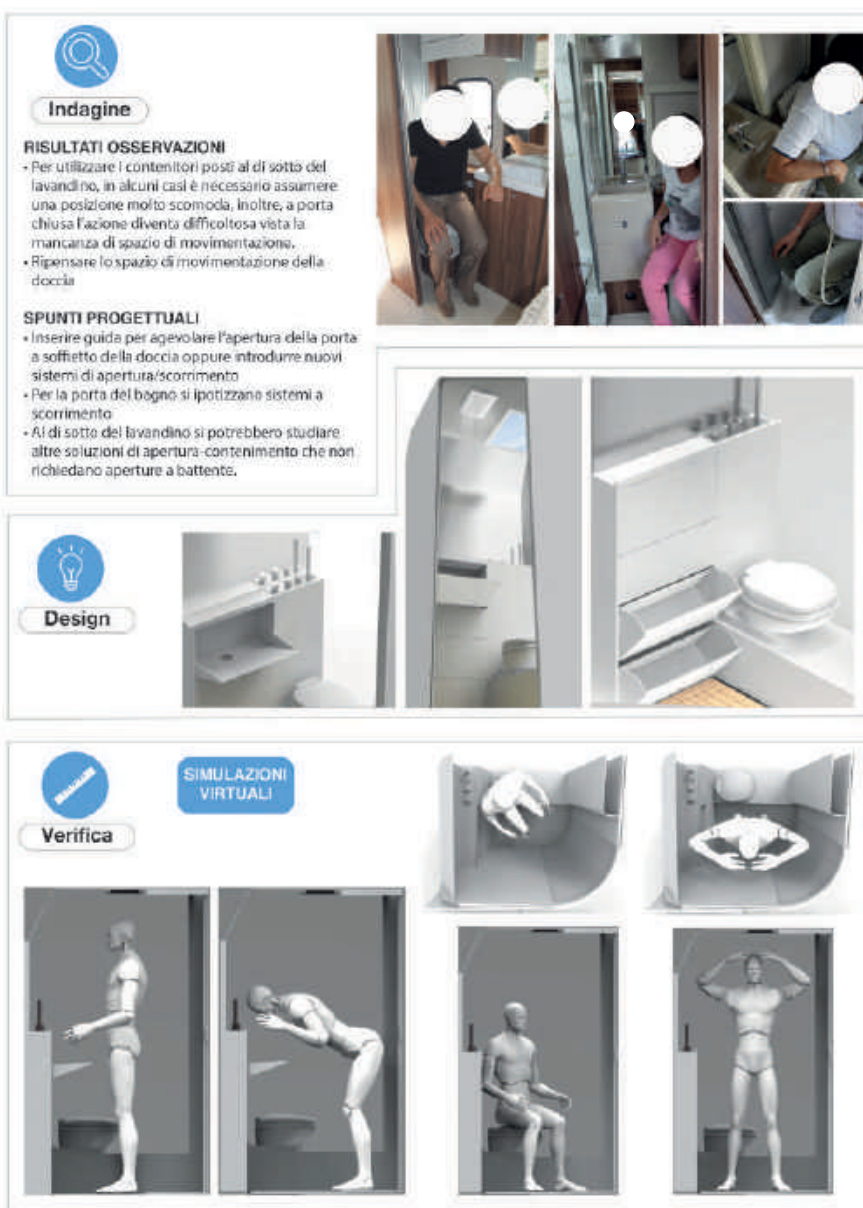 Indagine
RISULTATI OSSERVAZIONI
• Per utilizzare i contenitori posti al di sotto del
lavandino, in alcuni casi è necessario assumere
una posizione molto scomoda, inoltre, a porta
chiusa l'azione diventa difficoltosa vista la
mancanza di spazio di movimentazione.
• Ripensare lo spazio di movimentazione della
doccia
SPUNTI PROGETTUALI
• Inserire guida per agevolare l'apertura della porta
a soffietto della doccia oppure introdurre nuovi
sistemi di apertura/scorrimento
• Per la porta del bagno si ipotizzano sistemi a
scorrimento
• Al di sotto del lavandino si potrebbero studiare
altre soluzioni di apertura-contenimento che non
richiedano aperture a battente.
Design
Verifica
SIMULAZIONI
VIRTUALI